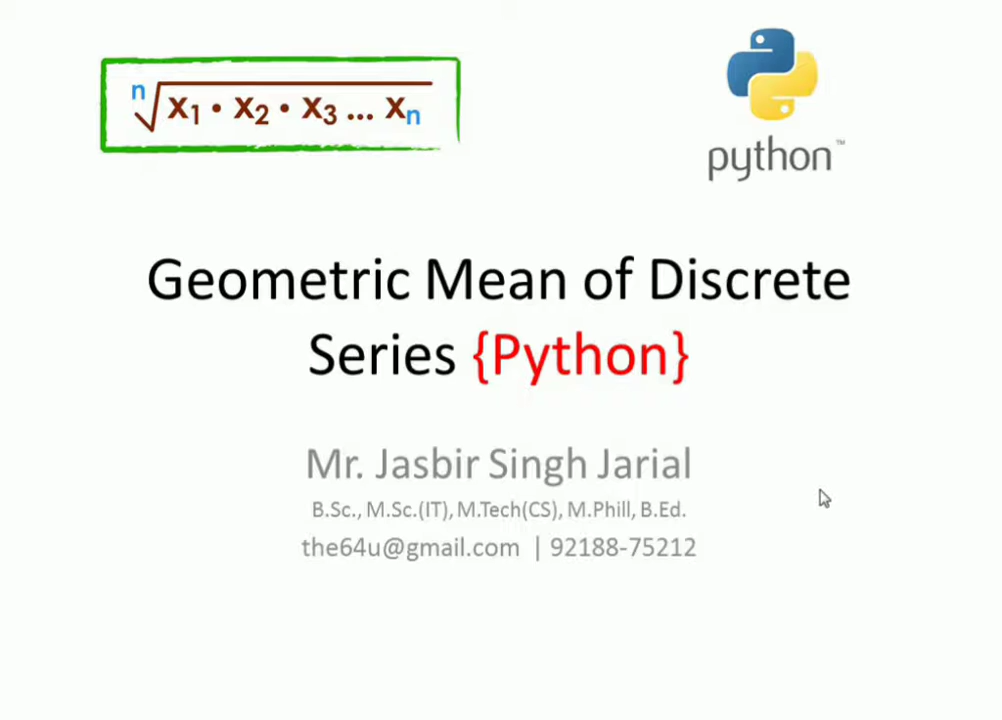 ⁿ√x₁ • x₂ • x₃ ... xₙ
python™
Geometric Mean of Discrete
Series {Python}
Mr. Jasbir Singh Jarial
B.Sc., M.Sc.(IT), M.Tech(CS), M.Phill, B.Ed.
the64u@gmail.com | 92188-75212